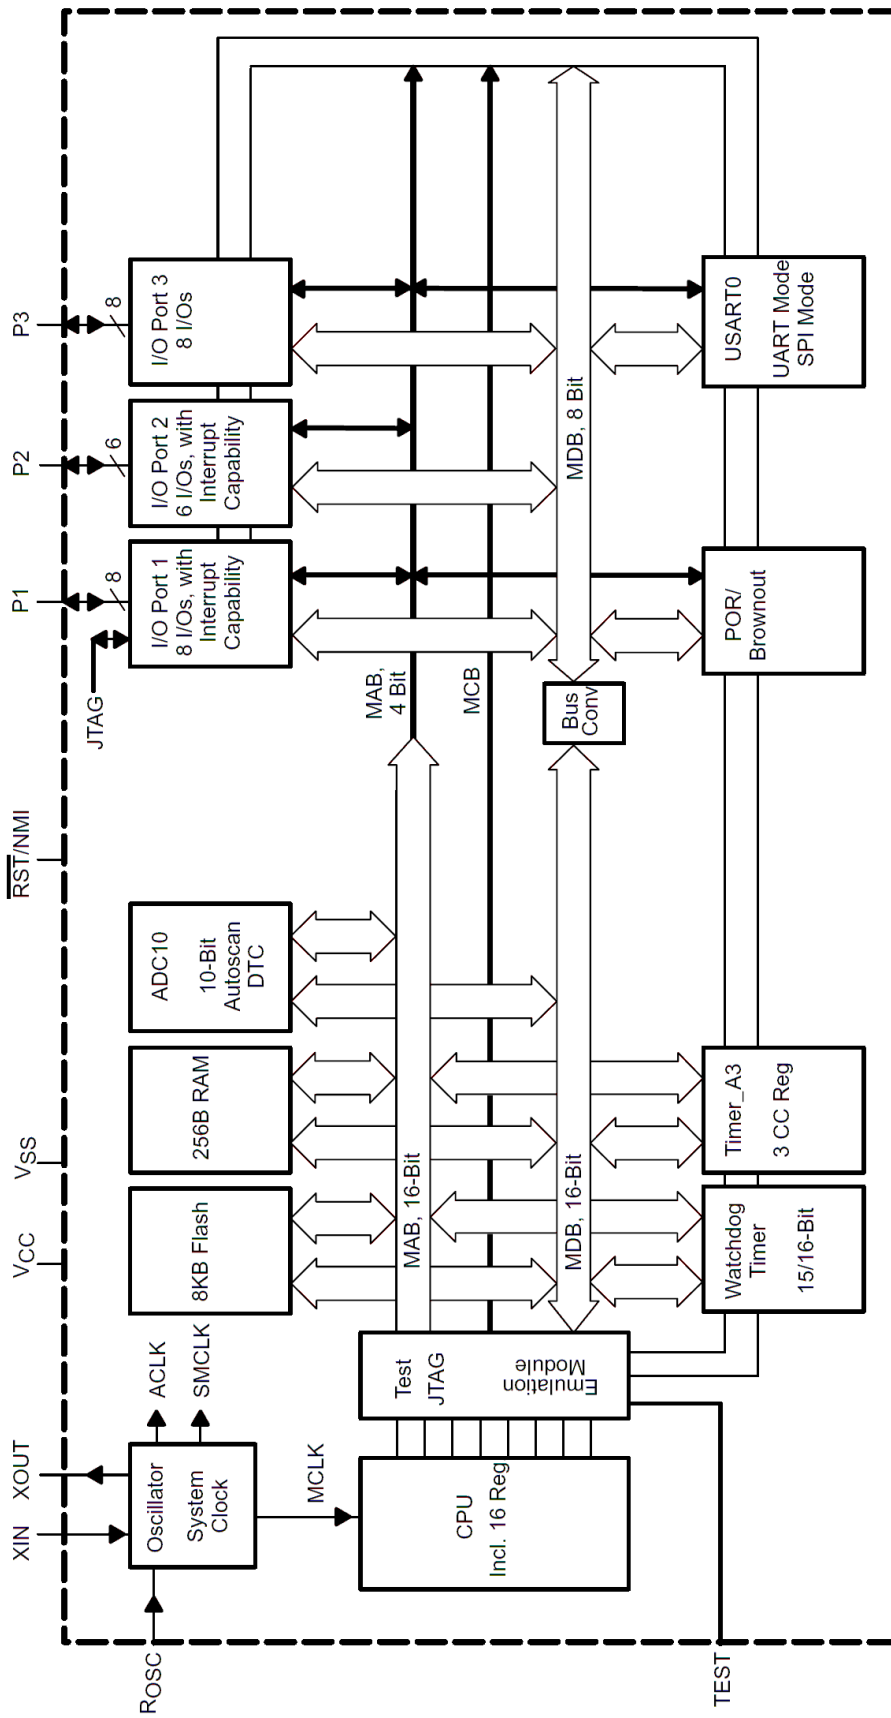 XIN
XOUT
VCC
VSS
RST/NMI
P1
P2
P3
JTAG
8
6
8
ROSC
Oscillator
System
Clock
ACLK
SMCLK
MCLK
8KB Flash
256B RAM
ADC10
10-Bit
Autoscan
DTC
I/O Port 1
8 I/Os, with
Interrupt
Capability
I/O Port 2
6 I/Os, with
Interrupt
Capability
I/O Port 3
8 I/Os
CPU
Incl. 16 Reg
Test
JTAG
Emulation
Module
MAB, 16-Bit
MAB,
4 Bit
MCB
MDB, 16-Bit
Bus
Conv
MDB, 8 Bit
TEST
Watchdog
Timer
15/16-Bit
Timer_A3
3 CC Reg
POR/
Brownout
USART0
UART Mode
SPI Mode